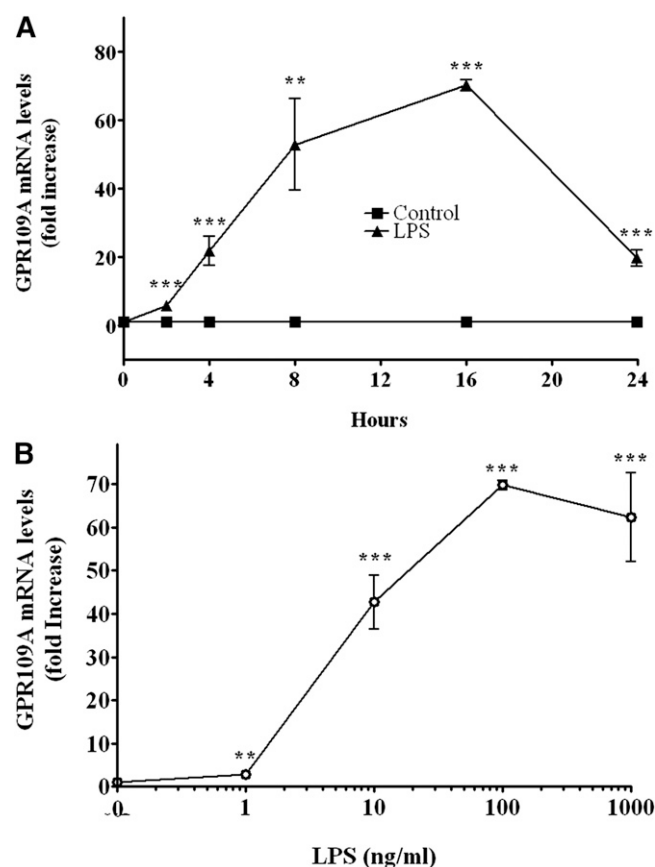 A
GPR109A mRNA levels
(fold increase)
80
60
40
20
0
***
***
**
***
***
Control
LPS
0 4 8 12 16 20 24
Hours
B
GPR109A mRNA levels
(fold Increase)
70
60
50
40
30
20
10
0
**
***
***
***
0 1 10 100 1000
LPS (ng/ml)